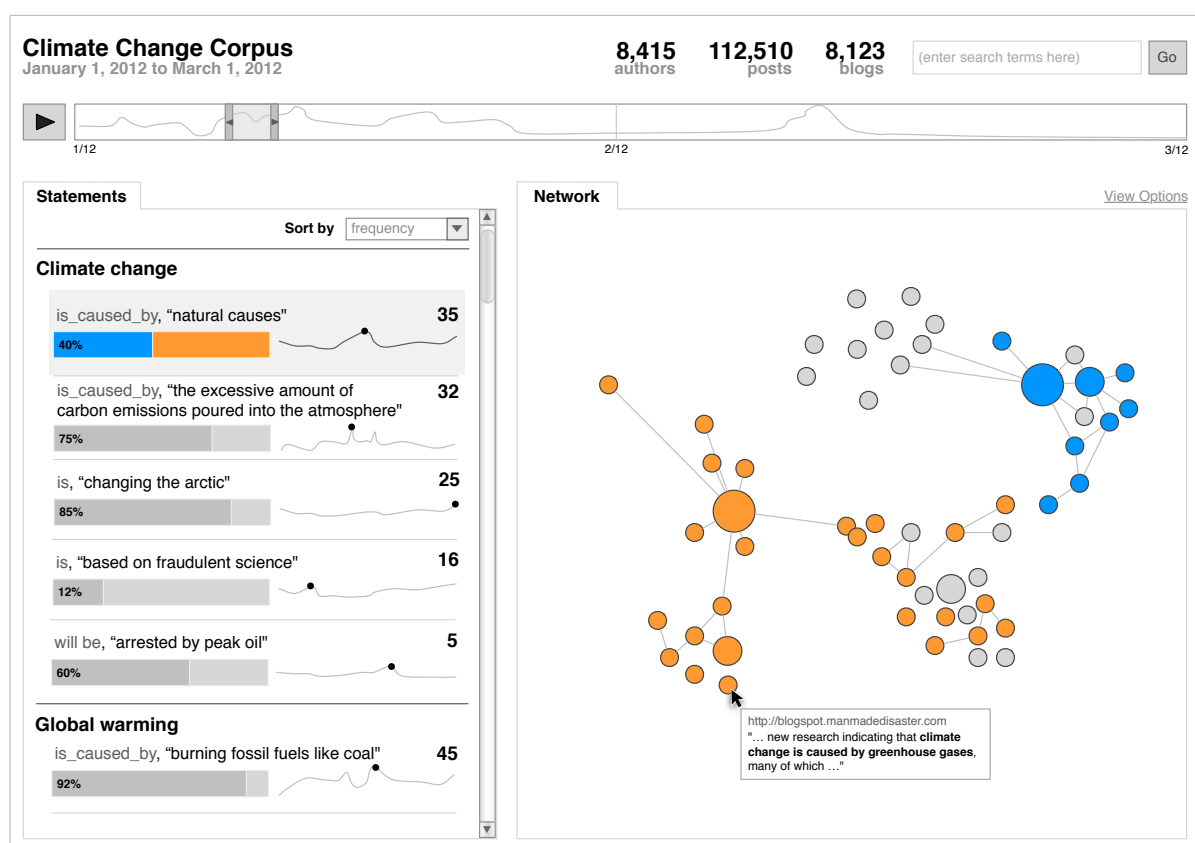 Climate Change Corpus
January 1, 2012 to March 1, 2012
8,415
authors
112,510
posts
8,123
blogs
(enter search terms here)
Go
1/12
2/12
3/12
Statements
Sort by
frequency
Climate change
is_caused_by, “natural causes"
35
40%
is_caused_by, “the excessive amount of
carbon emissions poured into the atmosphere”
32
75%
is, “changing the arctic"
25
85%
is, “based on fraudulent science"
16
12%
will be, “arrested by peak oil"
5
60%
Global warming
is_caused_by, “burning fossil fuels like coal"
45
92%
Network
View Options
http://blogspot.manmadedisaster.com
"... new research indicating that climate
change is caused by greenhouse gases,
many of which ..."